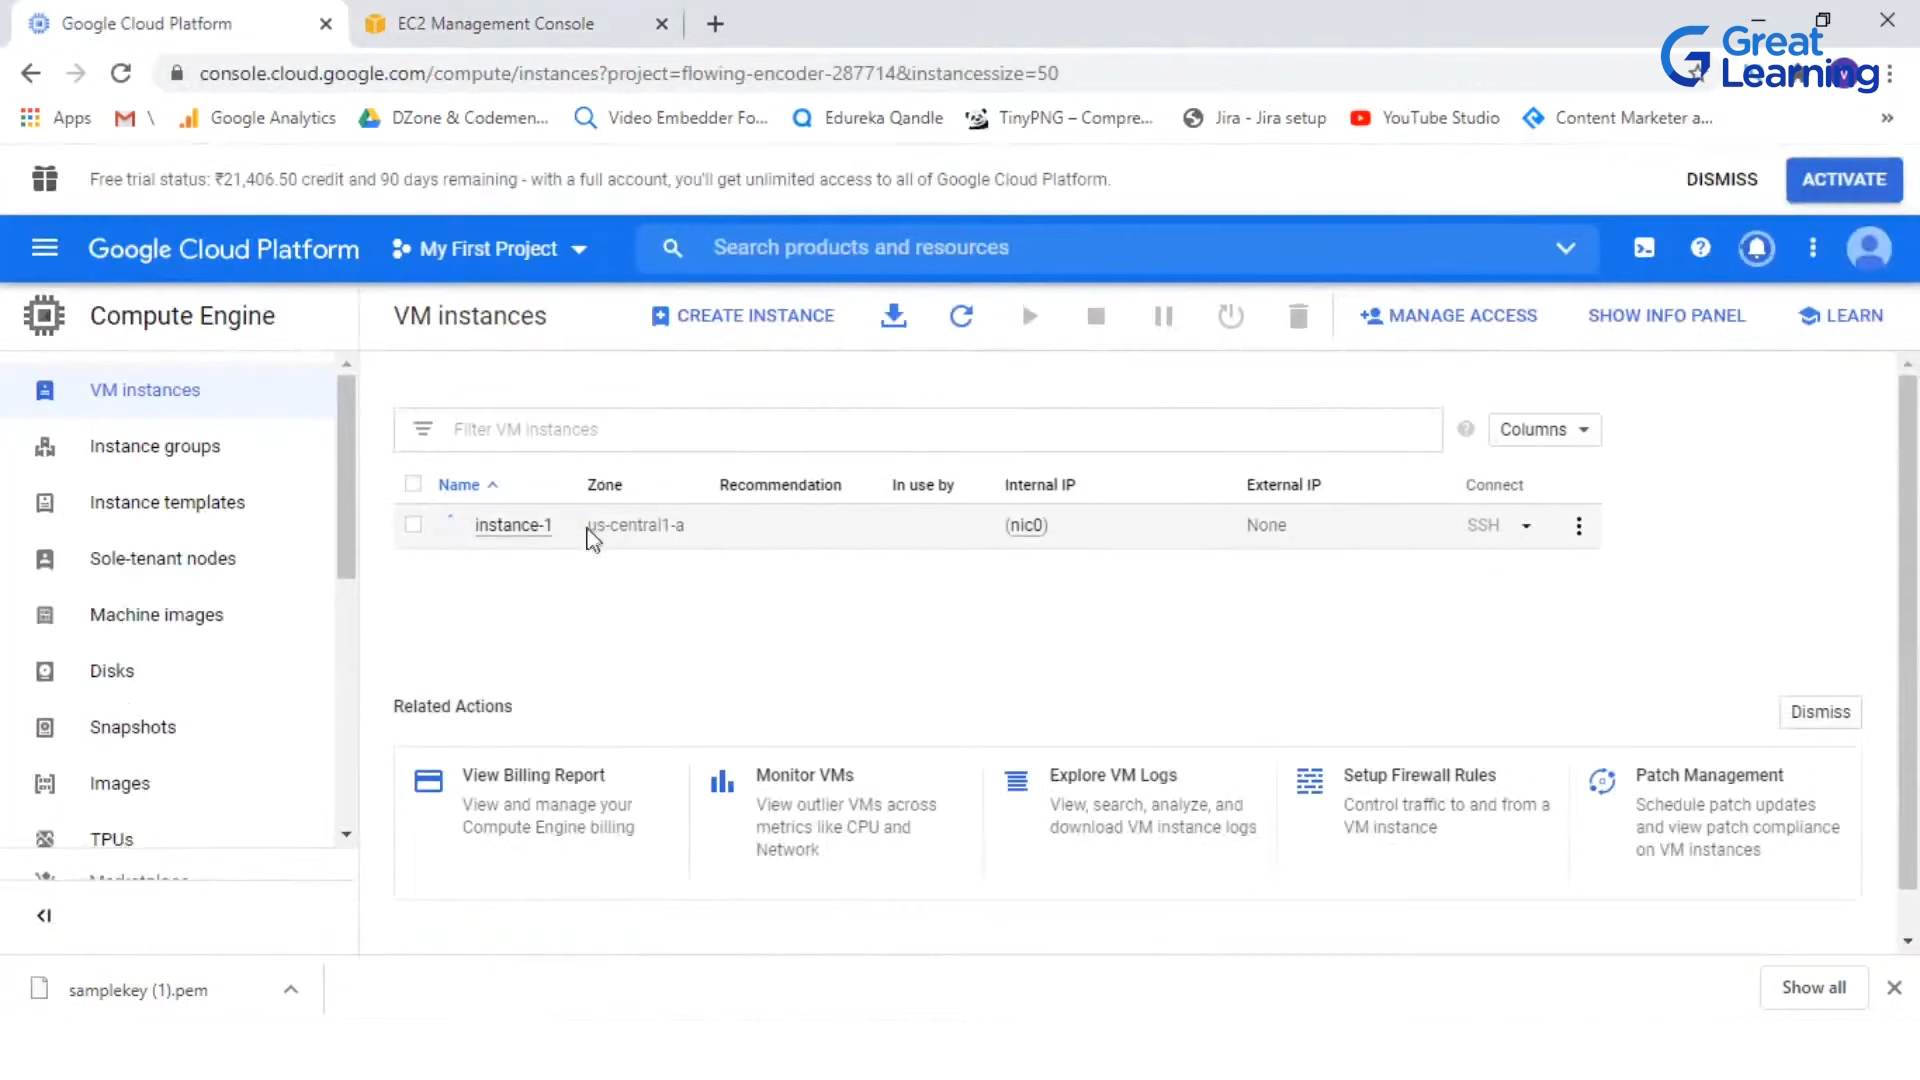 Google Cloud Platform
EC2 Management Console
Great Learning
console.cloud.google.com/compute/instances?project=flowing-encoder-287714&instancessize=50
Apps
\
Google Analytics
DZone & Codemen...
Video Embedder Fo...
Edureka Qandle
TinyPNG – Compre...
Jira - Jira setup
YouTube Studio
Content Marketer a...
»
Free trial status: ₹21,406.50 credit and 90 days remaining - with a full account, you'll get unlimited access to all of Google Cloud Platform.
DISMISS
ACTIVATE
Google Cloud Platform
My First Project
Search products and resources
Compute Engine
VM instances
CREATE INSTANCE
MANAGE ACCESS
SHOW INFO PANEL
LEARN
VM instances
Instance groups
Instance templates
Sole-tenant nodes
Machine images
Disks
Snapshots
Images
TPUs
Filter VM instances
Columns
Name Zone Recommendation In use by Internal IP External IP Connect
instance-1 us-central1-a (nic0) None SSH
Related Actions
Dismiss
View Billing Report
View and manage your
Compute Engine billing
Monitor VMs
View outlier VMs across
metrics like CPU and
Network
Explore VM Logs
View, search, analyze, and
download VM instance logs
Setup Firewall Rules
Control traffic to and from a
VM instance
Patch Management
Schedule patch updates
and view patch compliance
on VM instances
samplekey (1).pem
Show all